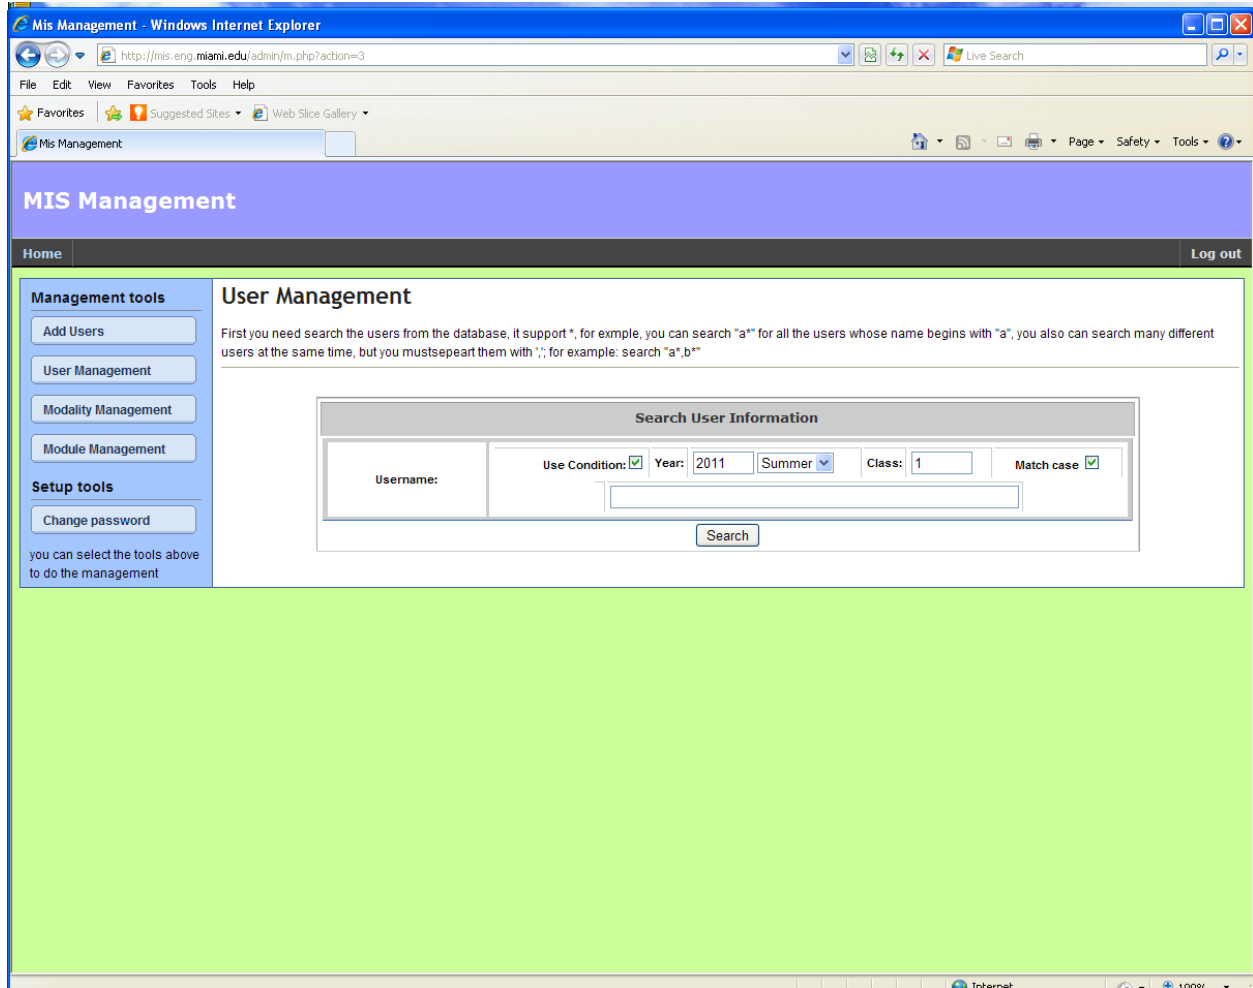 Mis Management - Windows Internet Explorer
http://mis.eng.miami.edu/admin/m.php?action=3
Live Search
File Edit View Favorites Tools Help
Favorites Suggested Sites Web Slice Gallery
Mis Management Page Safety Tools
MIS Management
Home Log out
Management tools
Add Users
User Management
Modality Management
Module Management
Setup tools
Change password
you can select the tools above
to do the management
User Management
First you need search the users from the database, it support *, for exmple, you can search "a*" for all the users whose name begins with "a", you also can search many different
users at the same time, but you mustsepeart them with ','; for example: search "a*,b*"
Search User Information
Username:
Use Condition: Year: 2011 Summer Class: 1 Match case
Search
Internet 100%